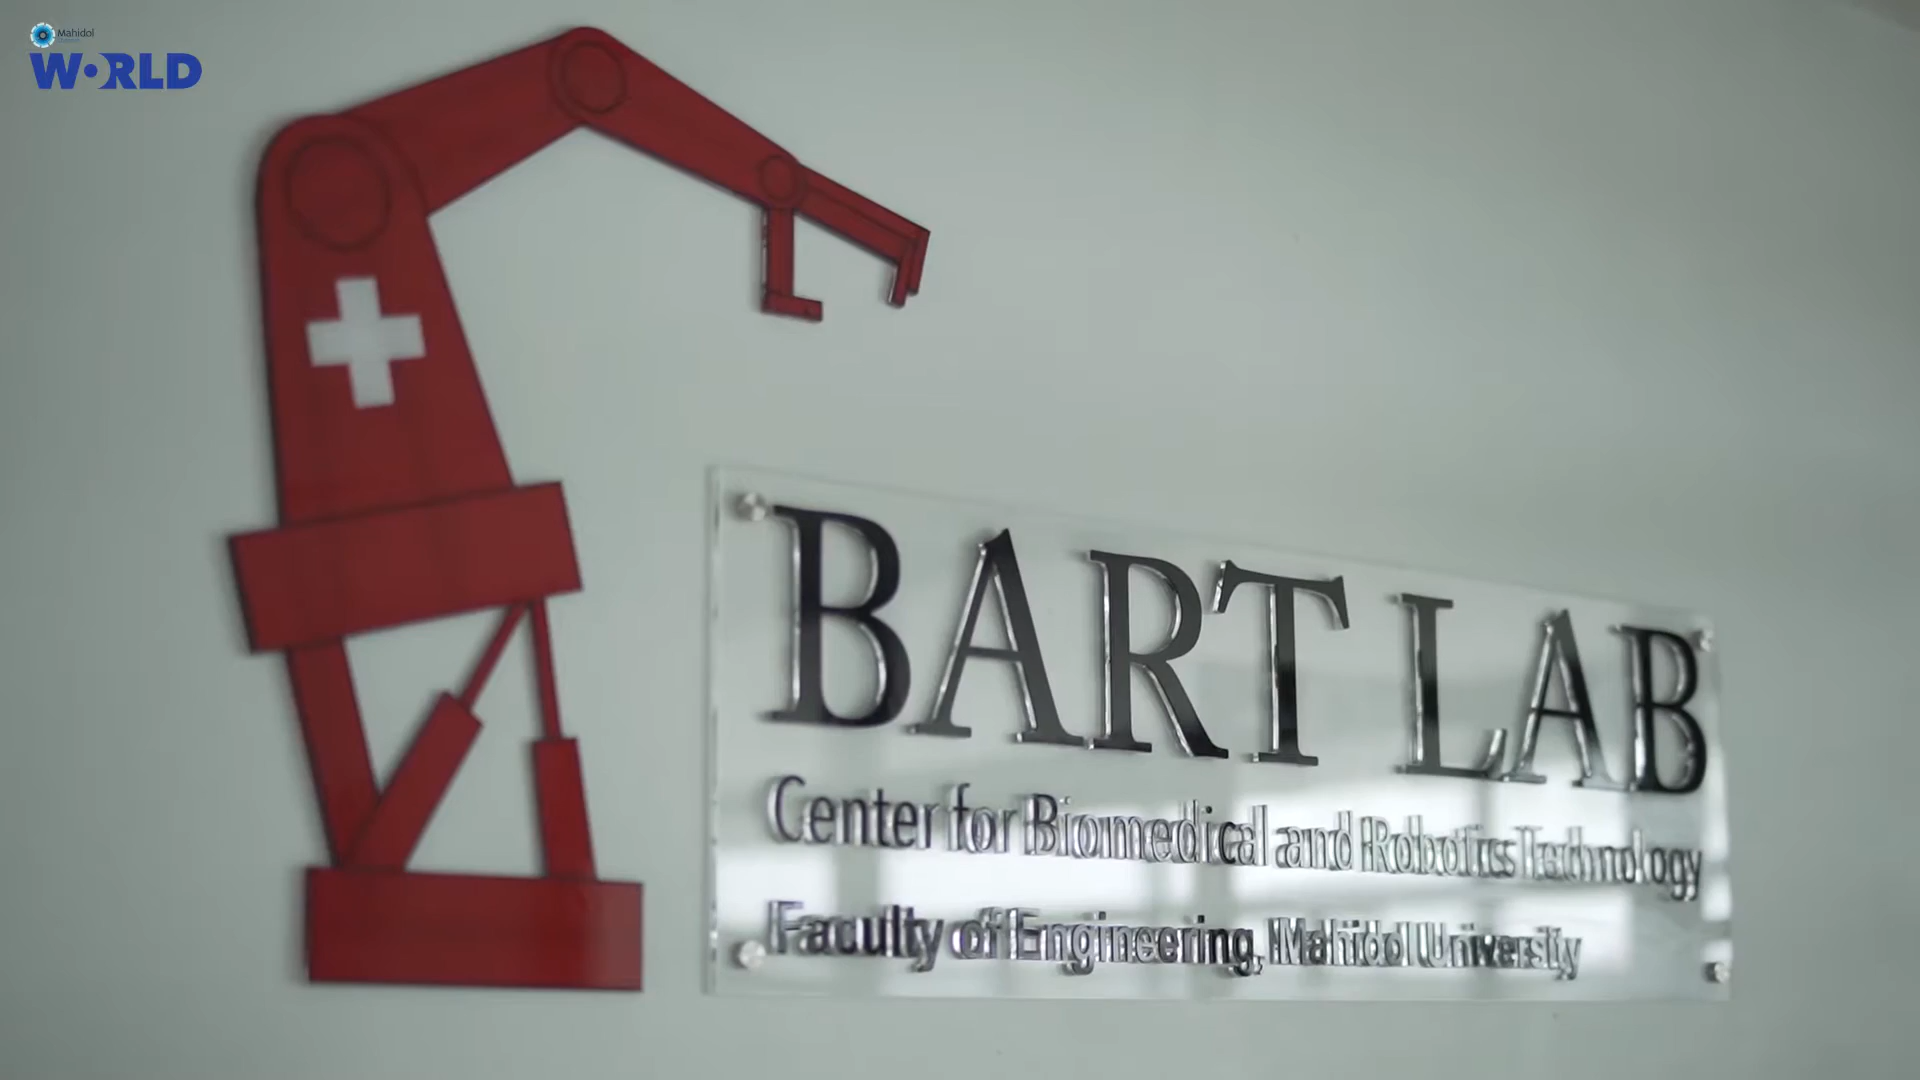 Mahidol
WORLD
BART LAB
Center for Biomedical and Robotics Technology
Faculty of Engineering, Mahidol University